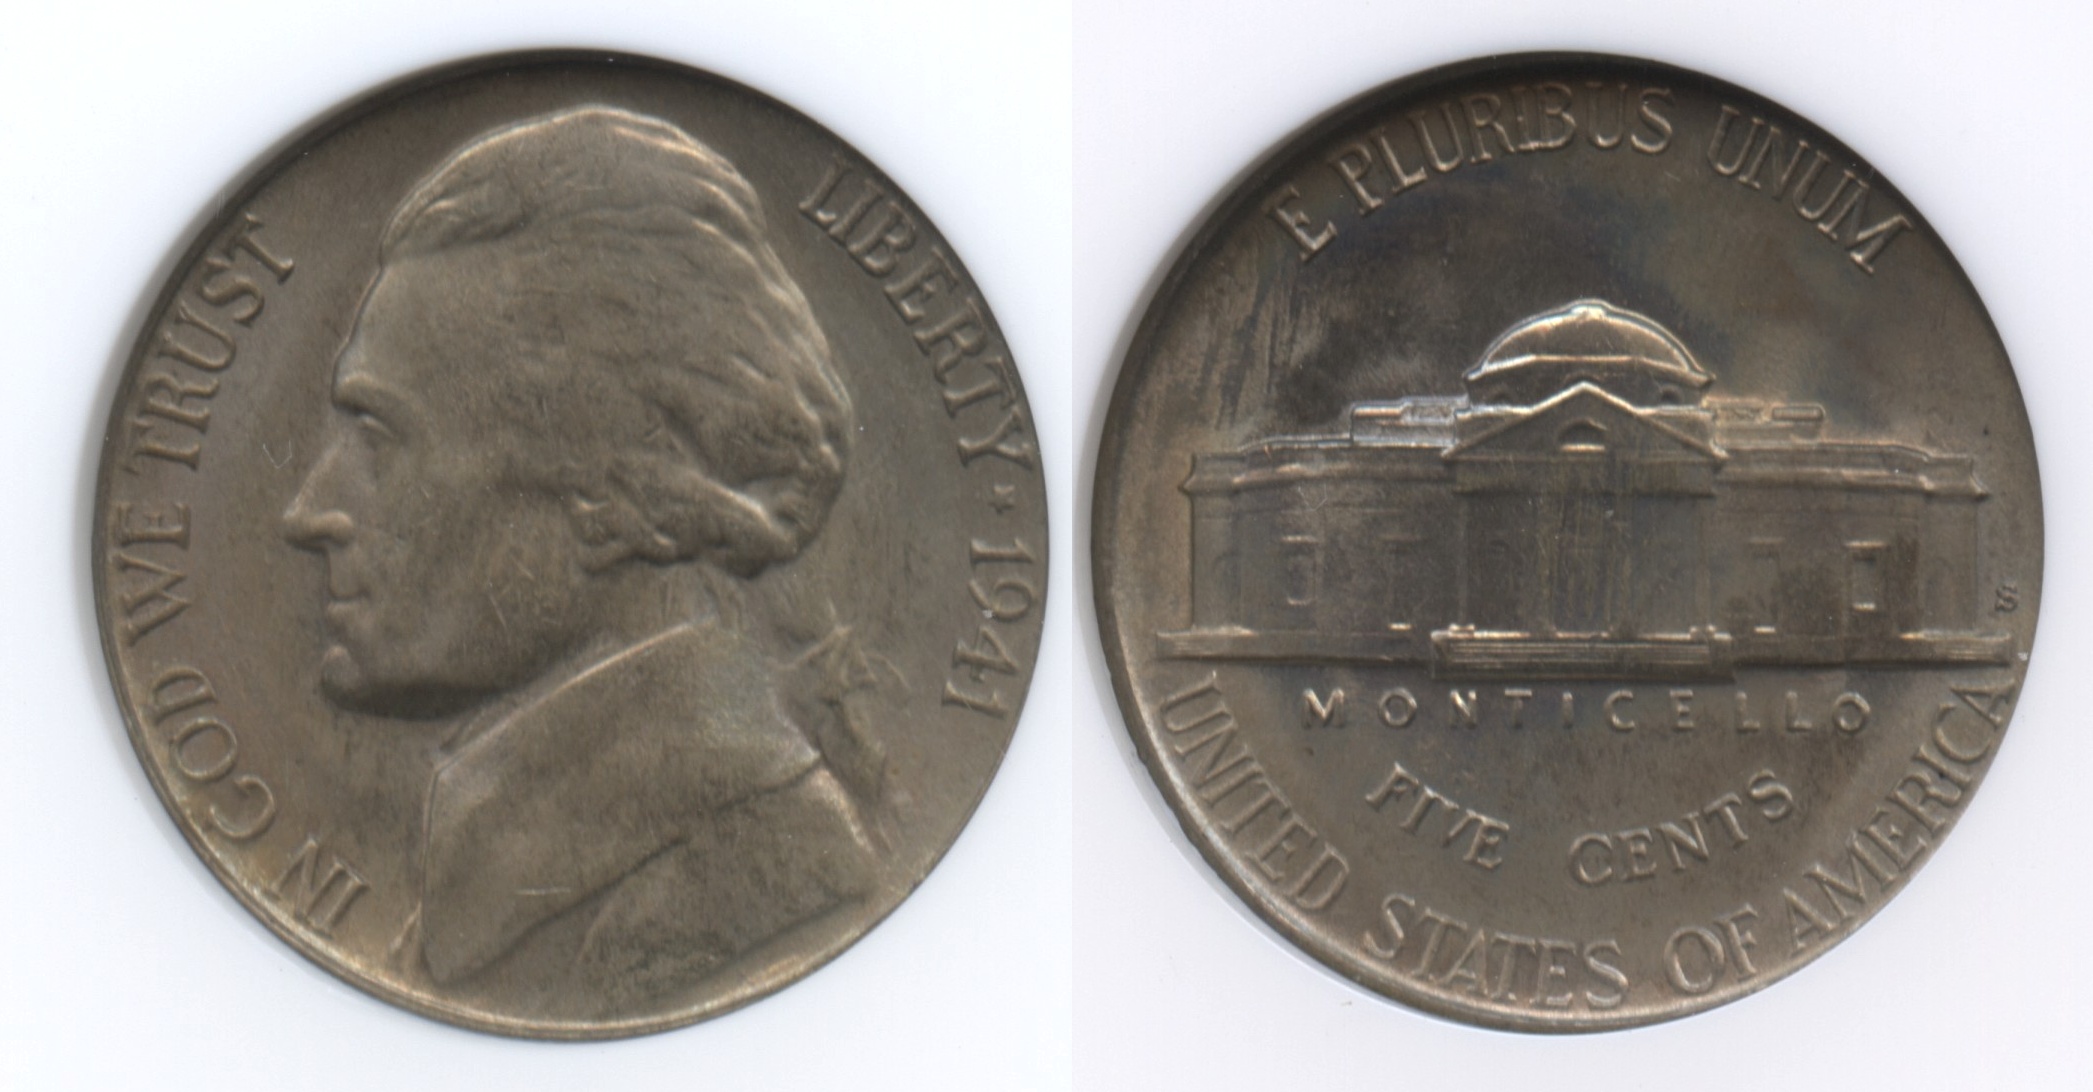 IN GOD WE TRUST
LIBERTY * 1941
E PLURIBUS UNUM
MONTICELLO
FIVE CENTS
UNITED STATES OF AMERICA
S